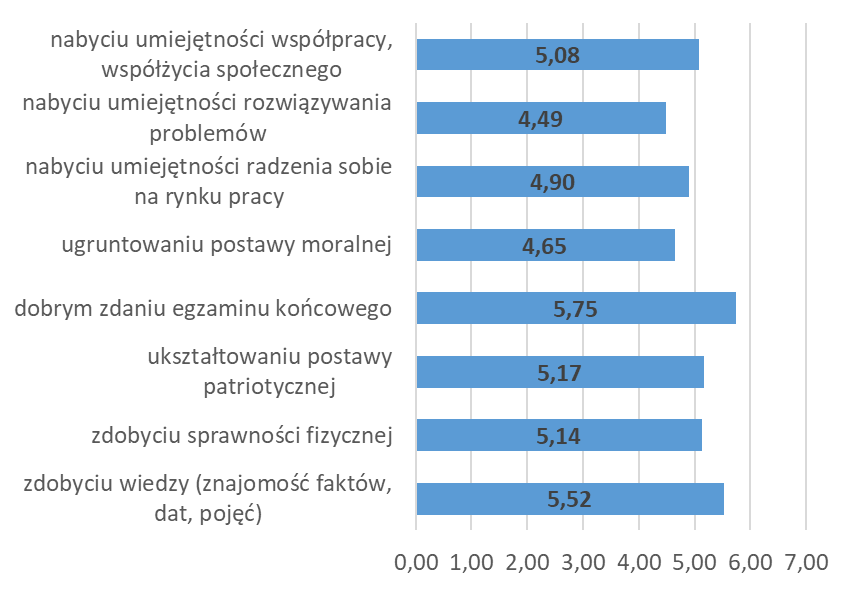 nabyciu umiejętności współpracy,
współżycia społecznego
5,08
nabyciu umiejętności rozwiązywania
problemów
4,49
nabyciu umiejętności radzenia sobie
na rynku pracy
4,90
ugruntowaniu postawy moralnej
4,65
dobrym zdaniu egzaminu końcowego
5,75
ukształtowaniu postawy
patriotycznej
5,17
zdobyciu sprawności fizycznej
5,14
zdobyciu wiedzy (znajomość faktów,
dat, pojęć)
5,52
0,00 1,00 2,00 3,00 4,00 5,00 6,00 7,00